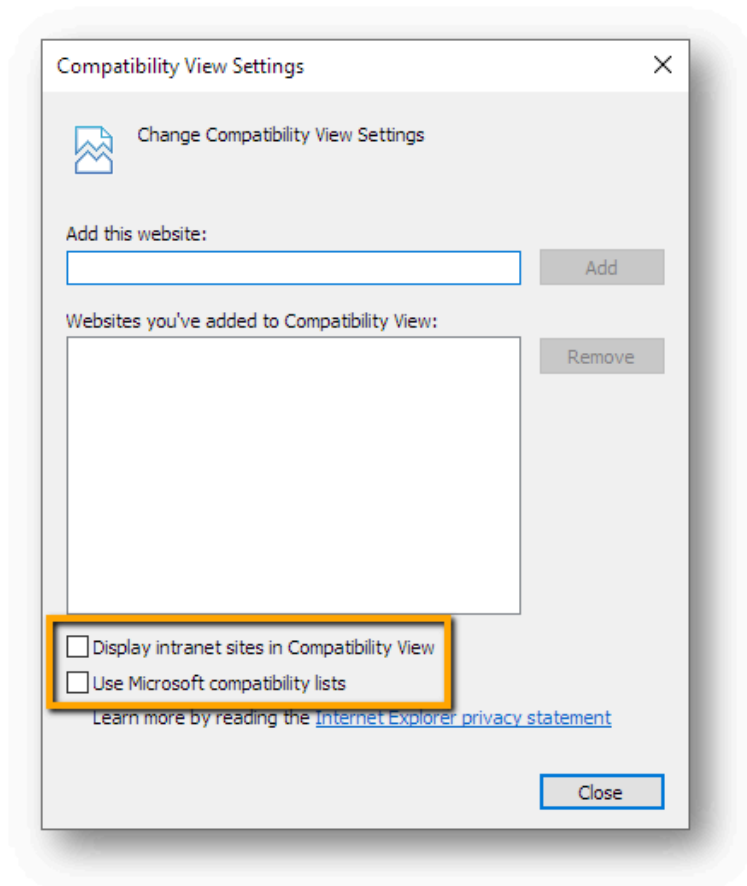 Compatibility View Settings
Change Compatibility View Settings
Add this website:
Add
Websites you've added to Compatibility View:
Remove
Display intranet sites in Compatibility View
Use Microsoft compatibility lists
Learn more by reading the Internet Explorer privacy statement
Close